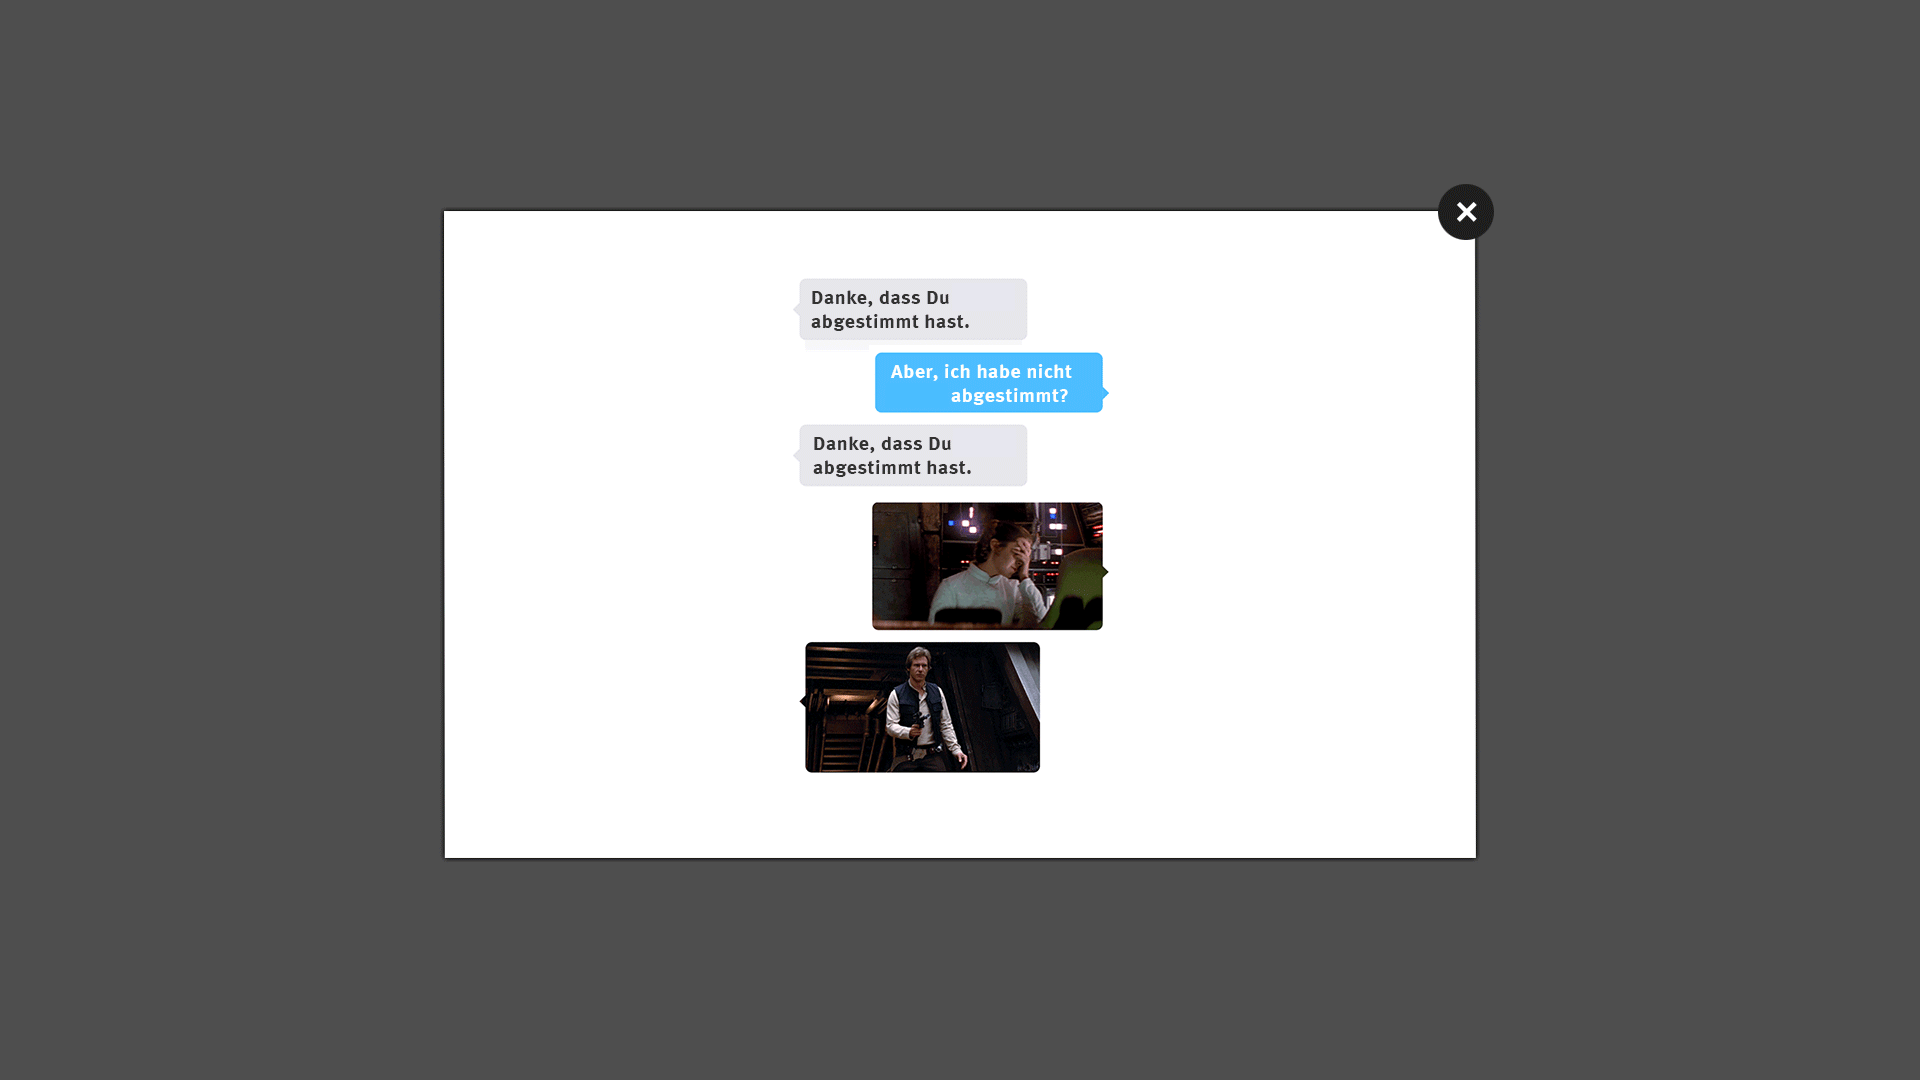 Danke, dass Du
abgestimmt hast.
Aber, ich habe nicht
abgestimmt?
Danke, dass Du
abgestimmt hast.